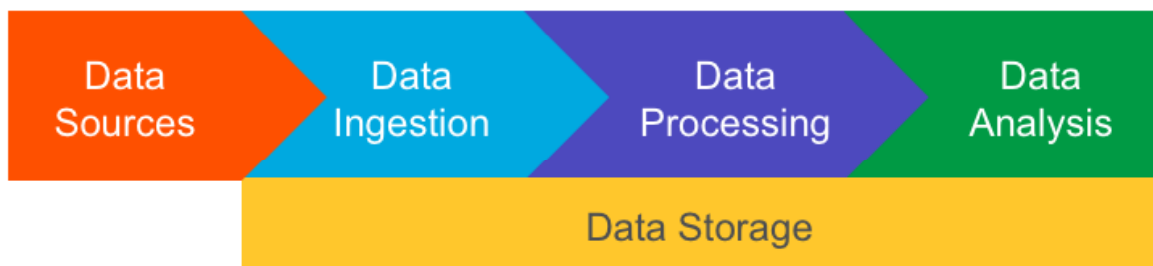 Data
Sources
Data
Ingestion
Data
Processing
Data
Analysis
Data Storage